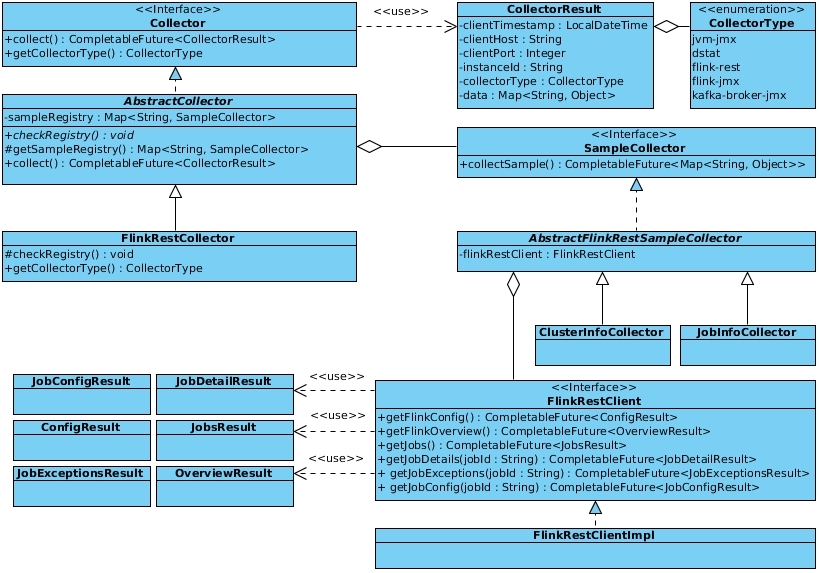 <<Interface>>
Collector
+collect() : CompletableFuture<CollectorResult>
+getCollectorType() : CollectorType
<<use>>
CollectorResult
-clientTimestamp : LocalDateTime
-clientHost : String
-clientPort : Integer
-instanceId : String
-collectorType : CollectorType
-data : Map<String, Object>
<<enumeration>>
CollectorType
jvm-jmx
dstat
flink-rest
flink-jmx
kafka-broker-jmx
AbstractCollector
-sampleRegistry : Map<String, SampleCollector>
+checkRegistry() : void
#getSampleRegistry() : Map<String, SampleCollector>
+collect() : CompletableFuture<CollectorResult>
<<Interface>>
SampleCollector
+collectSample() : CompletableFuture<Map<String, Object>>
FlinkRestCollector
#checkRegistry() : void
+getCollectorType() : CollectorType
AbstractFlinkRestSampleCollector
-flinkRestClient : FlinkRestClient
ClusterInfoCollector
JobInfoCollector
JobConfigResult
JobDetailResult
<<use>>
ConfigResult
JobsResult
<<use>>
JobExceptionsResult
OverviewResult
<<use>>
<<Interface>>
FlinkRestClient
+getFlinkConfig() : CompletableFuture<ConfigResult>
+getFlinkOverview() : CompletableFuture<OverviewResult>
+getJobs() : CompletableFuture<JobsResult>
+getJobDetails(jobId : String) : CompletableFuture<JobDetailResult>
+ getJobExceptions(jobId : String) : CompletableFuture<JobExceptionsResult>
+ getJobConfig(jobId : String) : CompletableFuture<JobConfigResult>
FlinkRestClientImpl